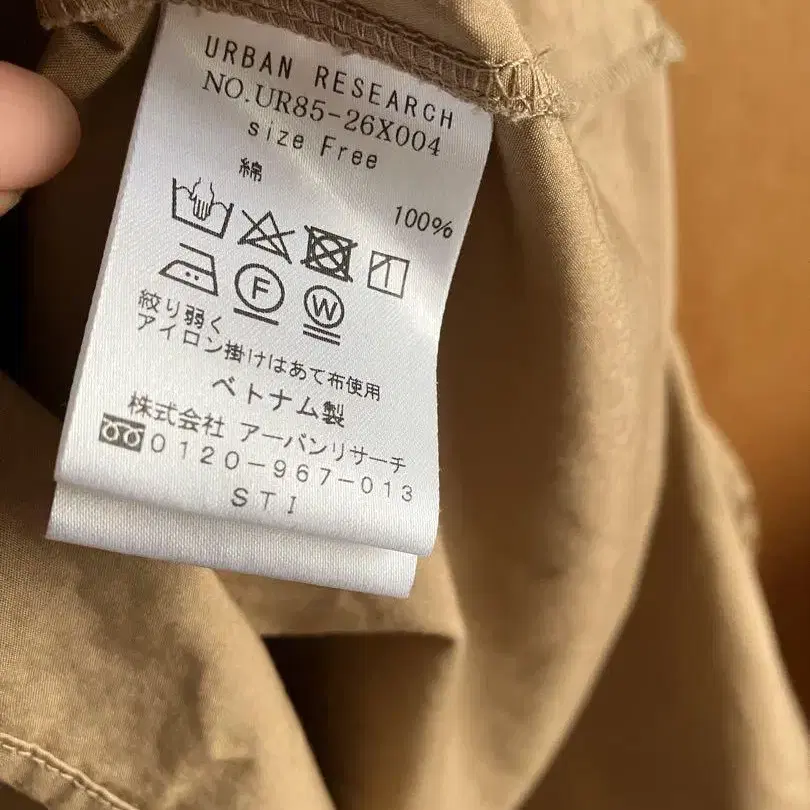 URBAN RESEARCH
NO.UR85-26X004
size Free
綿
100%
F
W
絞り弱く
アイロン掛けはあて布使用
ベトナム製
株式会社 アーバンリサーチ
0120-967-013
STI